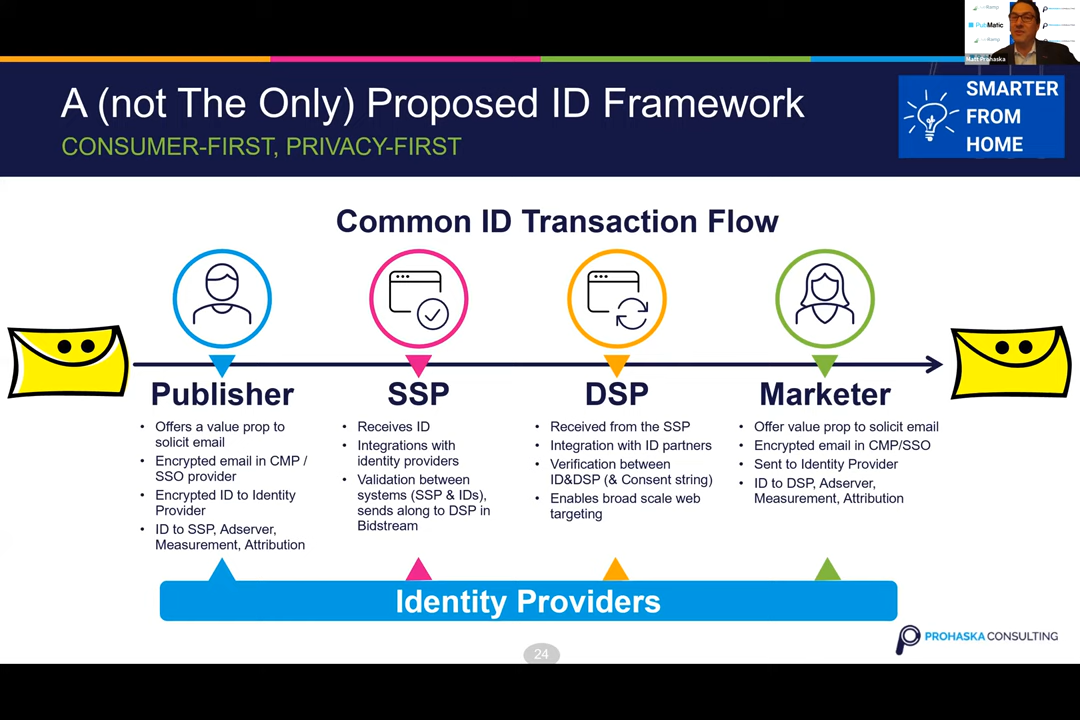 PubMatic
Matt Prohaska
A (not The Only) Proposed ID Framework
CONSUMER-FIRST, PRIVACY-FIRST
SMARTER
FROM
HOME
Common ID Transaction Flow
Publisher
• Offers a value prop to
solicit email
• Encrypted email in CMP /
SSO provider
• Encrypted ID to Identity
Provider
• ID to SSP, Adserver,
Measurement, Attribution
SSP
• Receives ID
• Integrations with
identity providers
• Validation between
systems (SSP & IDs),
sends along to DSP in
Bidstream
DSP
• Received from the SSP
• Integration with ID partners
• Verification between
ID&DSP (& Consent string)
• Enables broad scale web
targeting
Marketer
• Offer value prop to solicit email
• Encrypted email in CMP/SSO
• Sent to Identity Provider
• ID to DSP, Adserver,
Measurement, Attribution
Identity Providers
PROHASKA CONSULTING
24